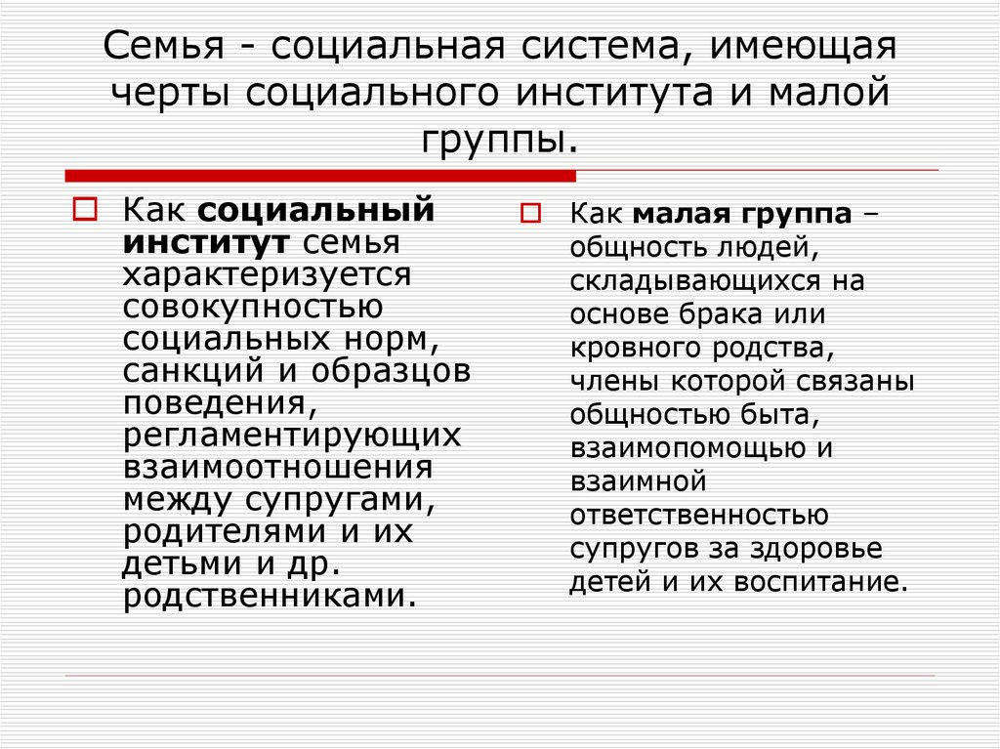 Семья - социальная система, имеющая
черты социального института и малой
группы.
Как социальный
институт семья
характеризуется
совокупностью
социальных норм,
санкций и образцов
поведения,
регламентирующих
взаимоотношения
между супругами,
родителями и их
детьми и др.
родственниками.
Как малая группа –
общность людей,
складывающихся на
основе брака или
кровного родства,
члены которой связаны
общностью быта,
взаимопомощью и
взаимной
ответственностью
супругов за здоровье
детей и их воспитание.